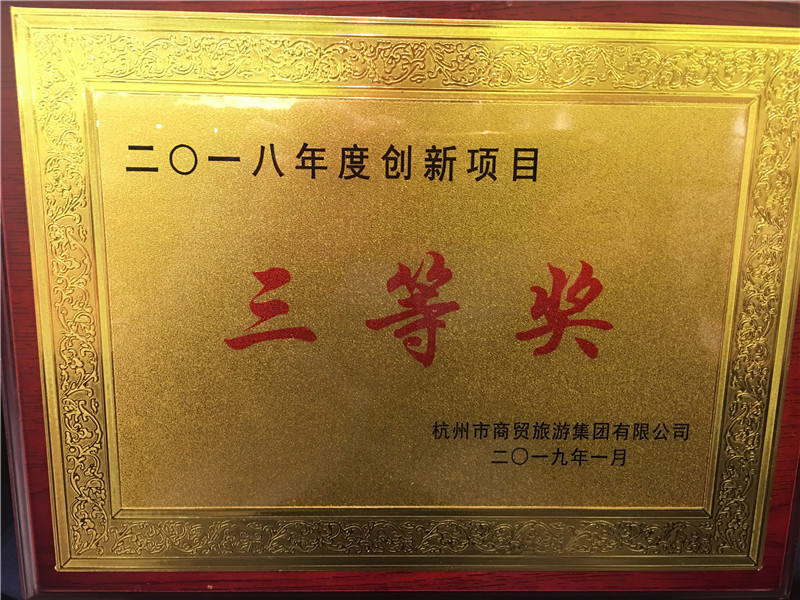 二〇一八年度创新项目
三等奖
杭州市商贸旅游集团有限公司
二〇一九年一月